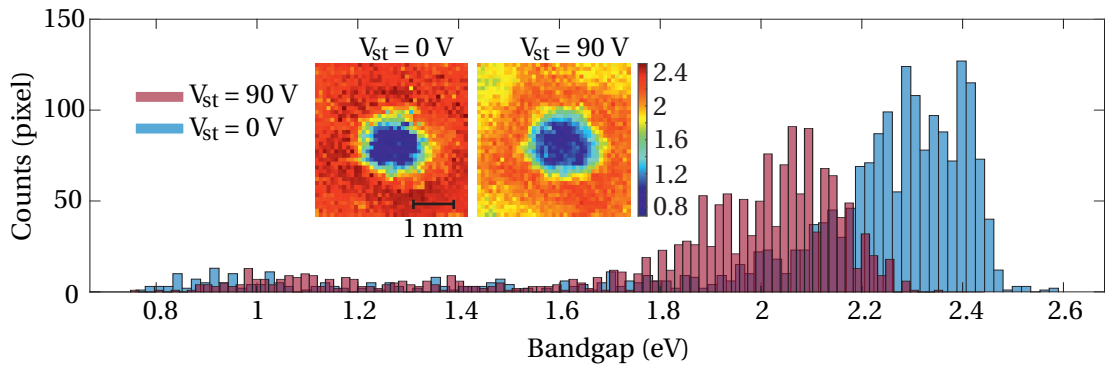 150
100
50
0
Counts (pixel)
V_st = 90 V
V_st = 0 V
V_st = 0 V
V_st = 90 V
1 nm
2.4
2
1.6
1.2
0.8
0.8
1
1.2
1.4
1.6
1.8
2
2.2
2.4
2.6
Bandgap (eV)